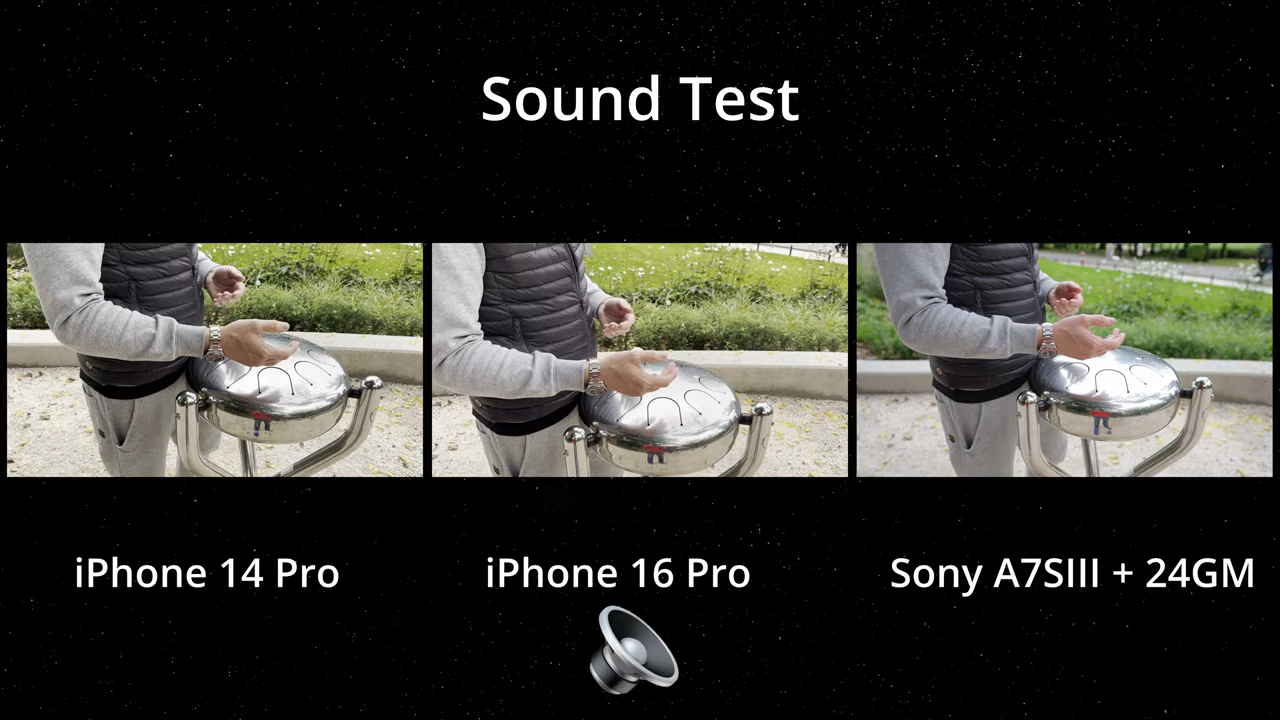 Sound Test
iPhone 14 Pro
iPhone 16 Pro
Sony A7SIII + 24GM